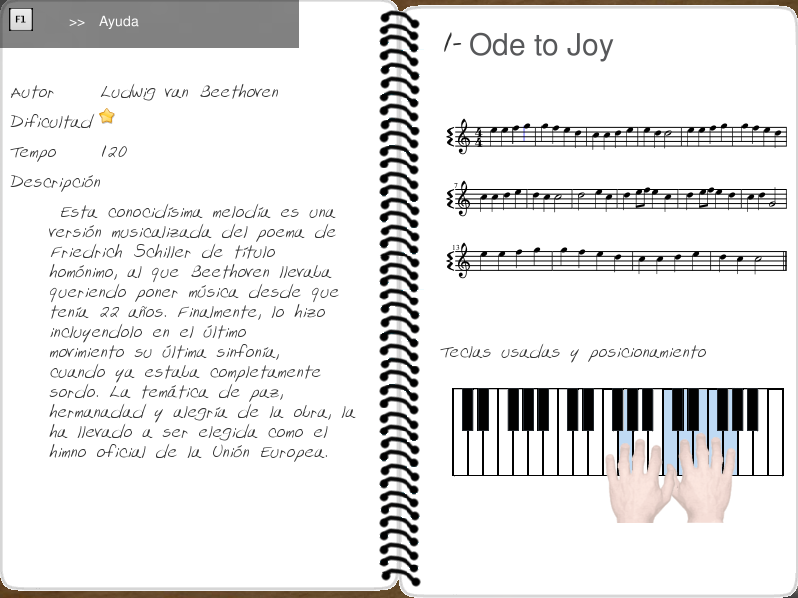 F1 >> Ayuda
Autor Ludwig van Beethoven
Dificultad
Tempo 120
Descripción
Esta conocidísima melodía es una
versión musicalizada del poema de
Friedrich Schiller de título
homónimo, al que Beethoven llevaba
queriendo poner música desde que
tenía 22 años. Finalmente, lo hizo
incluyendolo en el último
movimiento su última sinfonía,
cuando ya estaba completamente
sordo. La temática de paz,
hermanadad y alegría de la obra, la
ha llevado a ser elegida como el
himno oficial de la Unión Europea.
1- Ode to Joy
4
4
7
13
Teclas usadas y posicionamiento